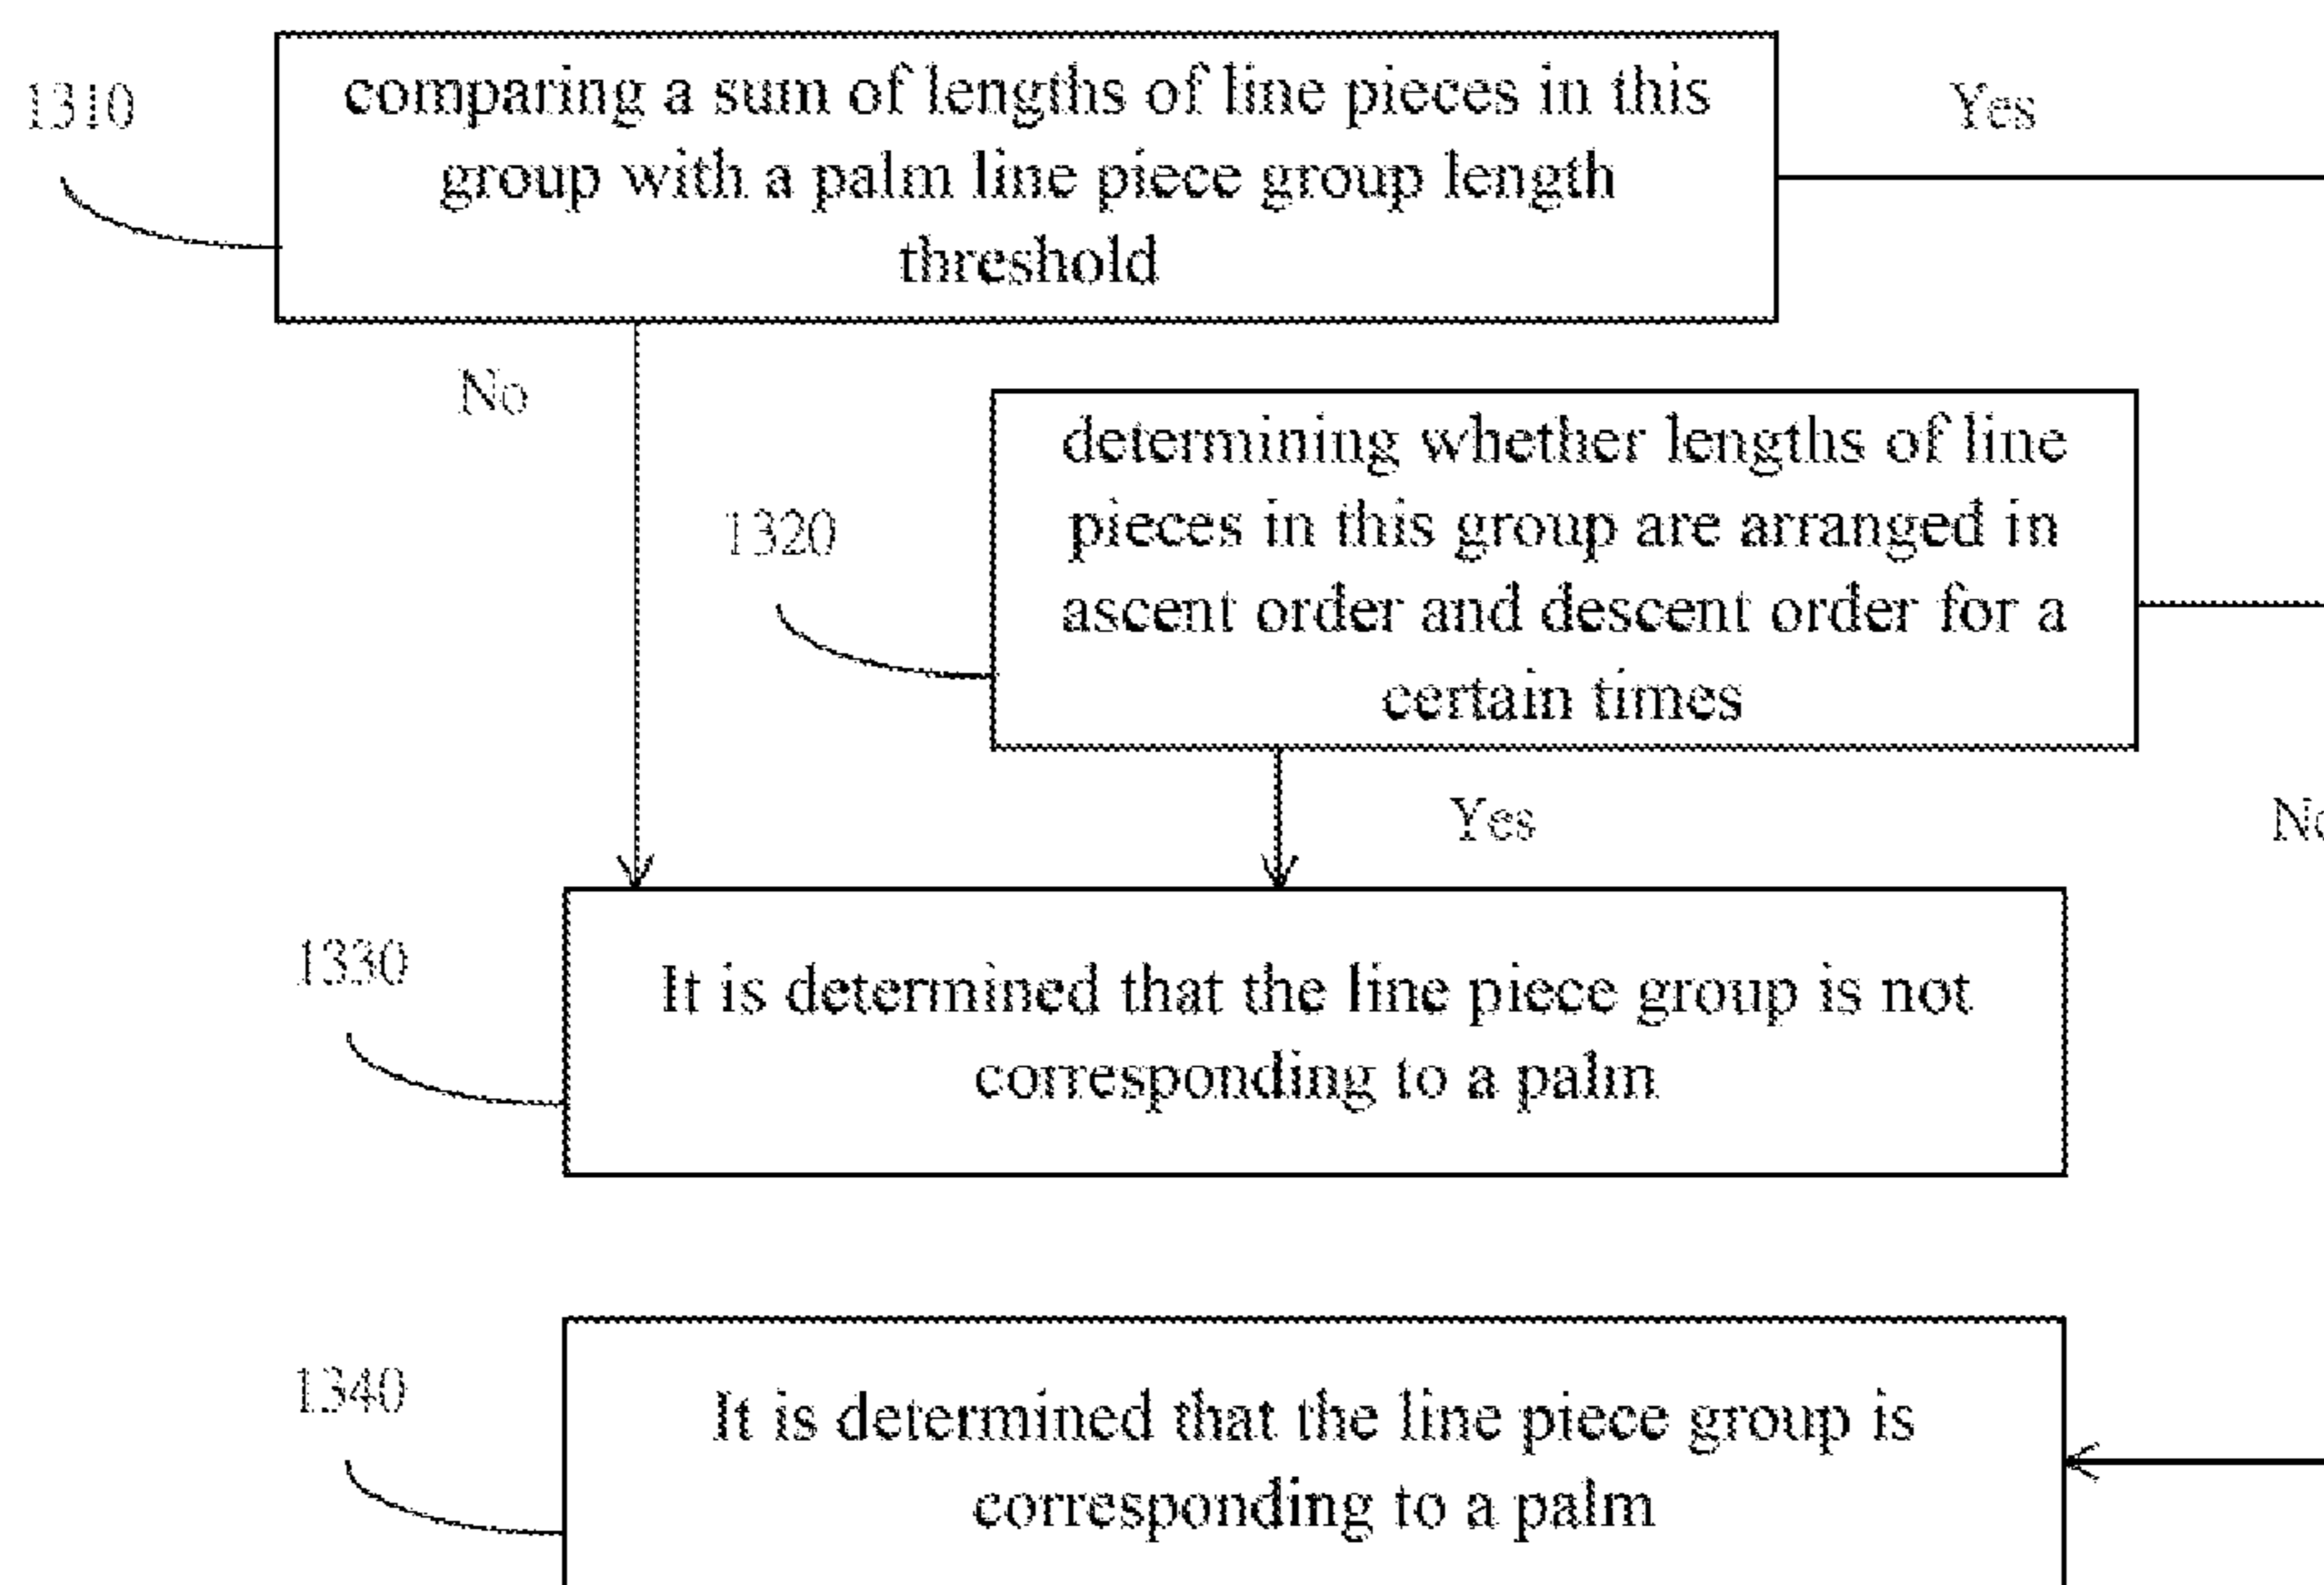 1310
comparing a sum of lengths of line pieces in this
group with a palm line piece group length
threshold
Yes
No
1320
determining whether lengths of line
pieces in this group are arranged in
ascent order and descent order for a
certain times
Yes
No
1330
It is determined that the line piece group is not
corresponding to a palm
1340
It is determined that the line piece group is
corresponding to a palm